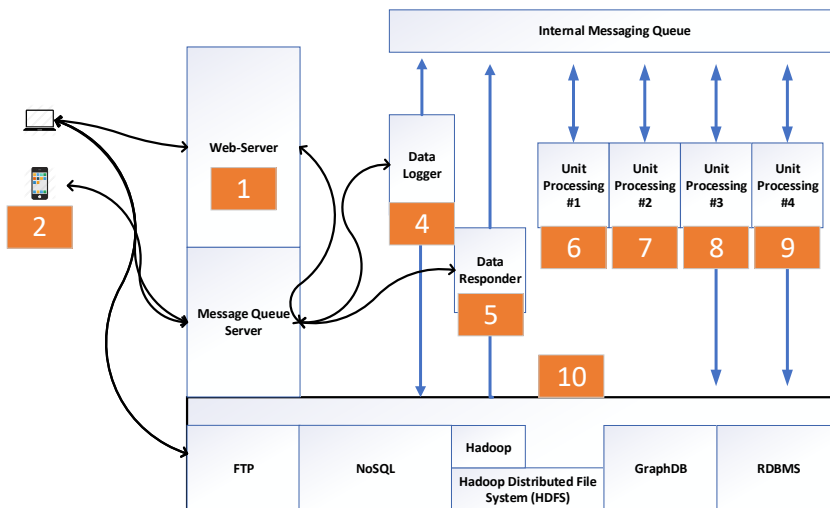 Internal Messaging Queue
Web-Server
1
2
Data
Logger
4
Unit
Processing
#1
Unit
Processing
#2
Unit
Processing
#3
Unit
Processing
#4
6
7
8
9
Data
Responder
5
Message Queue
Server
10
FTP
NoSQL
Hadoop
Hadoop Distributed File
System (HDFS)
GraphDB
RDBMS